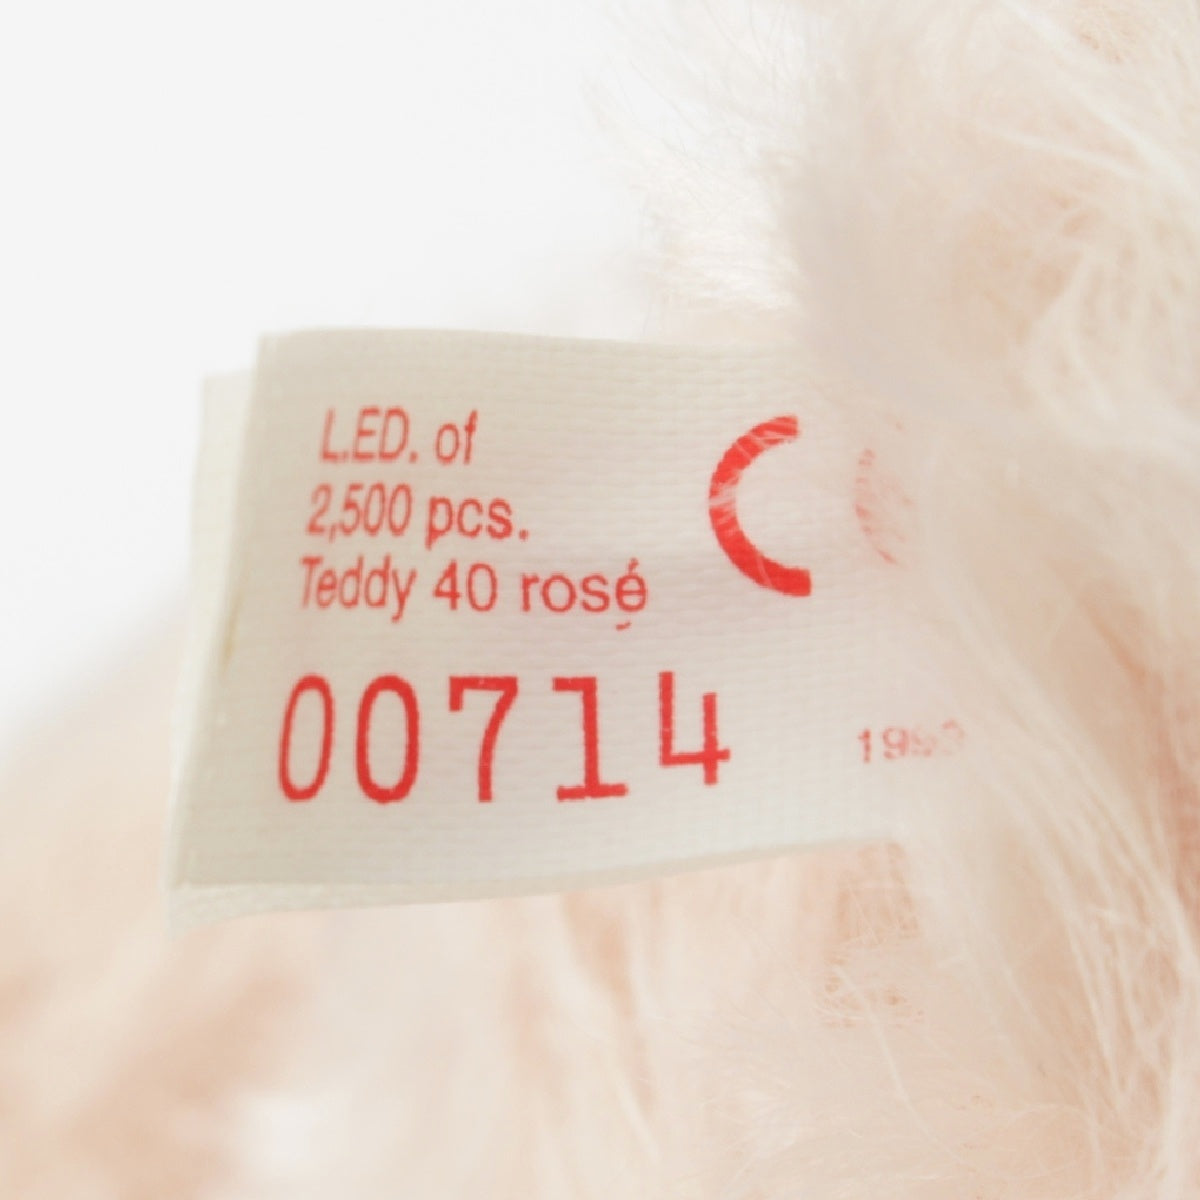 L.ED. of
2,500 pcs.
Teddy 40 rosé
00714